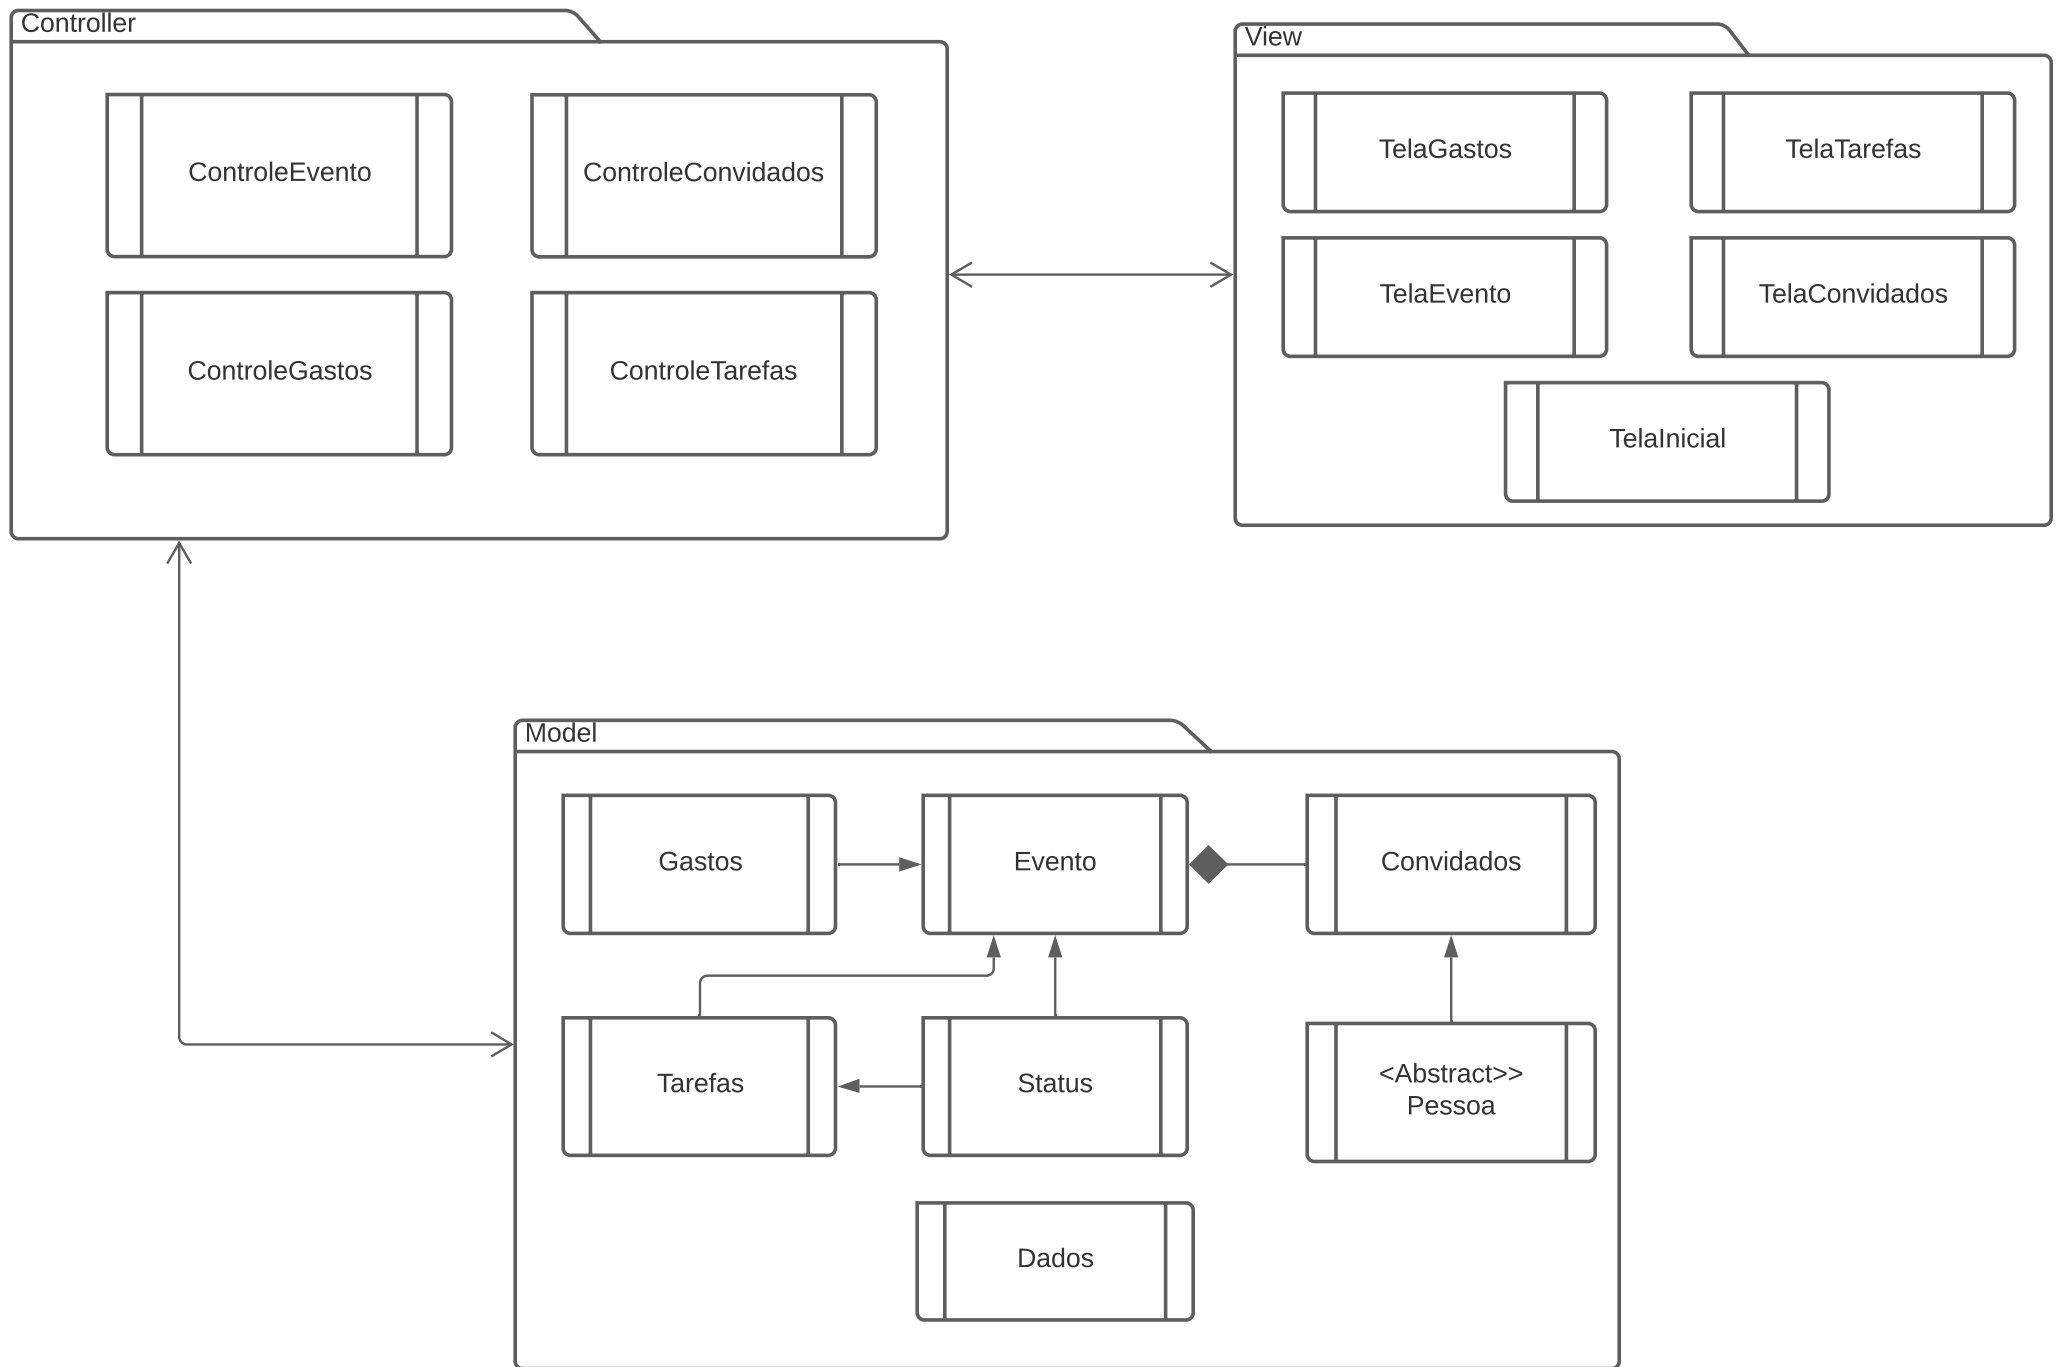 Controller
ControleEvento
ControleConvidados
ControleGastos
ControleTarefas
View
TelaGastos
TelaTarefas
TelaEvento
TelaConvidados
TelaInicial
Model
Gastos
Evento
Convidados
Tarefas
Status
<Abstract>>
Pessoa
Dados